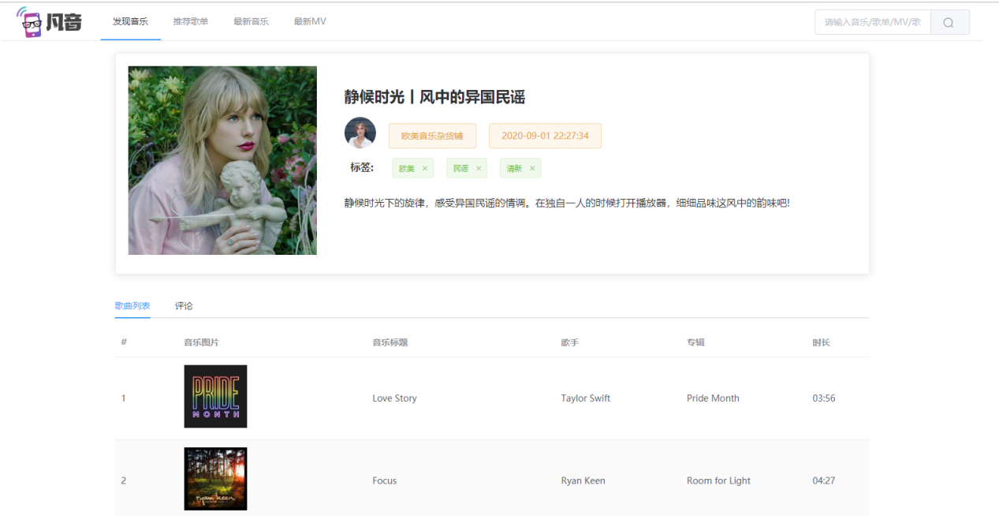 凡音 发现音乐 推荐歌单 最新音乐 最新MV 请输入音乐/歌单/MV/歌
静候时光丨风中的异国民谣
欧美音乐杂货铺 2020-09-01 22:27:34
标签: 欧美 × 民谣 × 清新 ×
静候时光下的旋律，感受异国民谣的情调。在独自一人的时候打开播放器，细细品味这风中的韵味吧!
歌曲列表 评论
# 音乐图片 音乐标题 歌手 专辑 时长
PRIDE
MONTH
1 Love Story Taylor Swift Pride Month 03:56
2 Focus Ryan Keen Room for Light 04:27
ryan keen